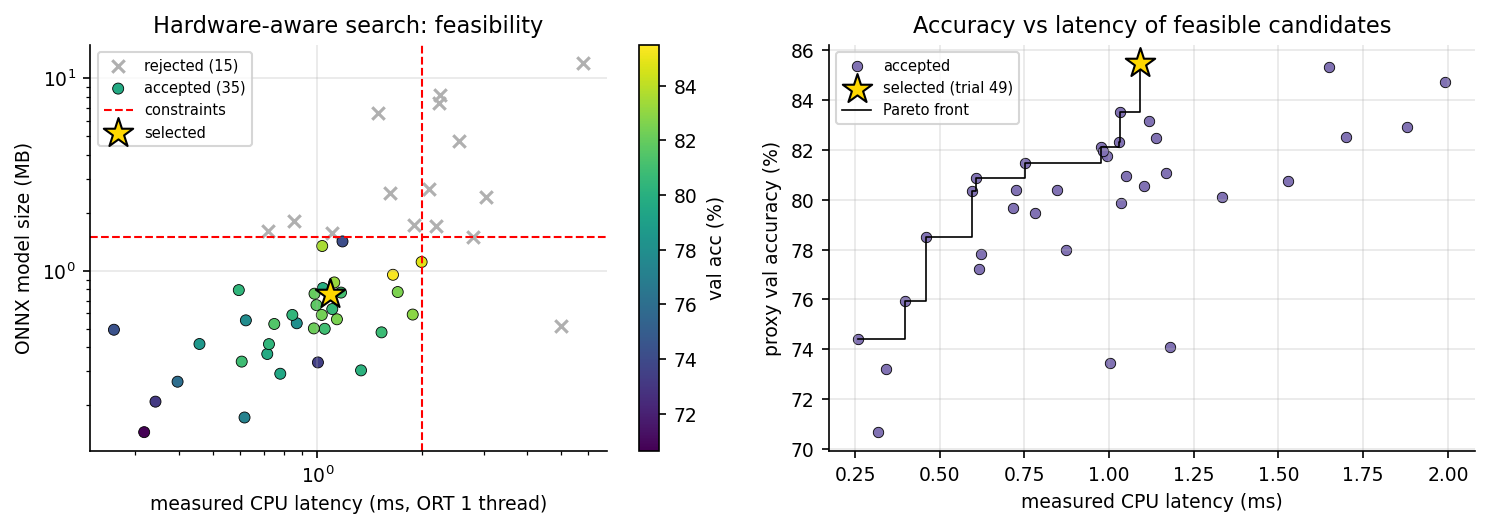 Hardware-aware search: feasibility
rejected (15)
accepted (35)
constraints
selected
10¹
10⁰
ONNX model size (MB)
10⁰
measured CPU latency (ms, ORT 1 thread)
84
82
80
78
76
74
72
val acc (%)
Accuracy vs latency of feasible candidates
accepted
selected (trial 49)
Pareto front
86
84
82
80
78
76
74
72
70
proxy val accuracy (%)
0.25 0.50 0.75 1.00 1.25 1.50 1.75 2.00
measured CPU latency (ms)